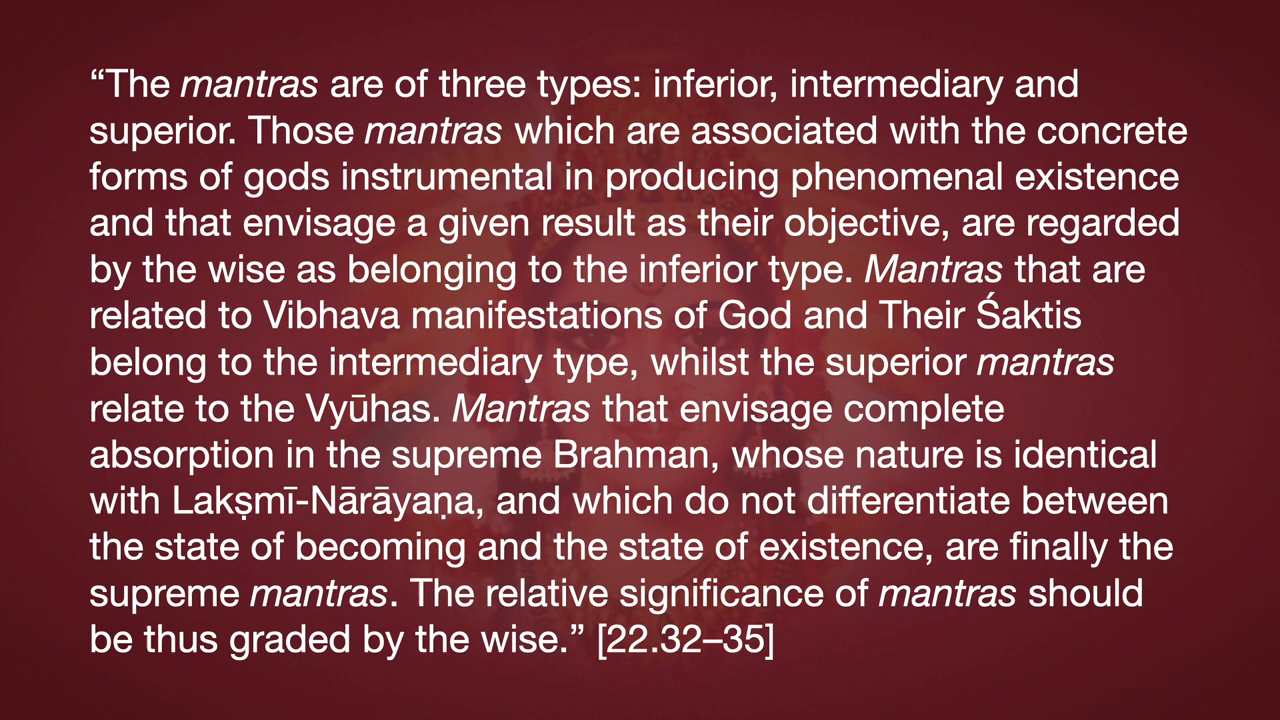 “The mantras are of three types: inferior, intermediary and
superior. Those mantras which are associated with the concrete
forms of gods instrumental in producing phenomenal existence
and that envisage a given result as their objective, are regarded
by the wise as belonging to the inferior type. Mantras that are
related to Vibhava manifestations of God and Their Śaktis
belong to the intermediary type, whilst the superior mantras
relate to the Vyūhas. Mantras that envisage complete
absorption in the supreme Brahman, whose nature is identical
with Lakṣmī-Nārāyaṇa, and which do not differentiate between
the state of becoming and the state of existence, are finally the
supreme mantras. The relative significance of mantras should
be thus graded by the wise.” [22.32–35]